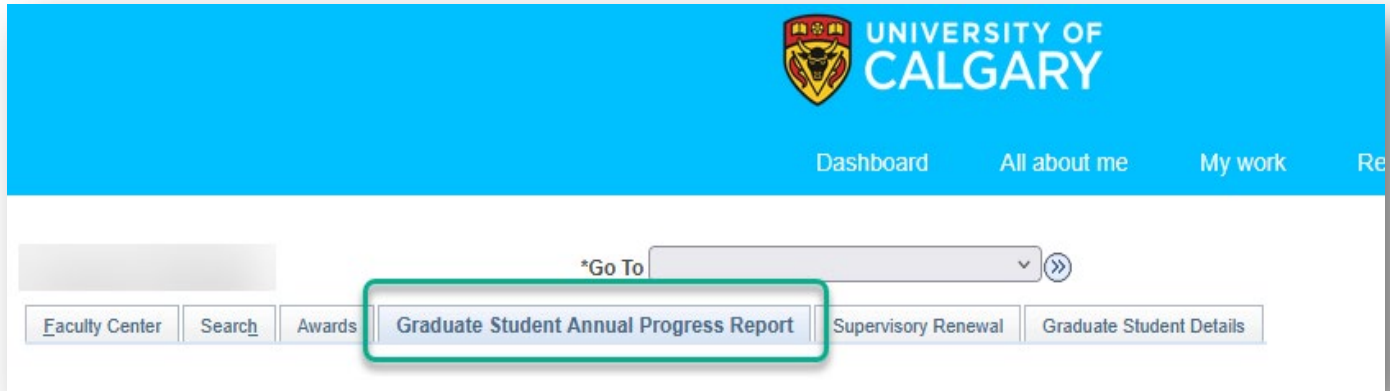 UNIVERSITY OF
CALGARY
Dashboard All about me My work Re
*Go To
Faculty Center Search Awards Graduate Student Annual Progress Report Supervisory Renewal Graduate Student Details